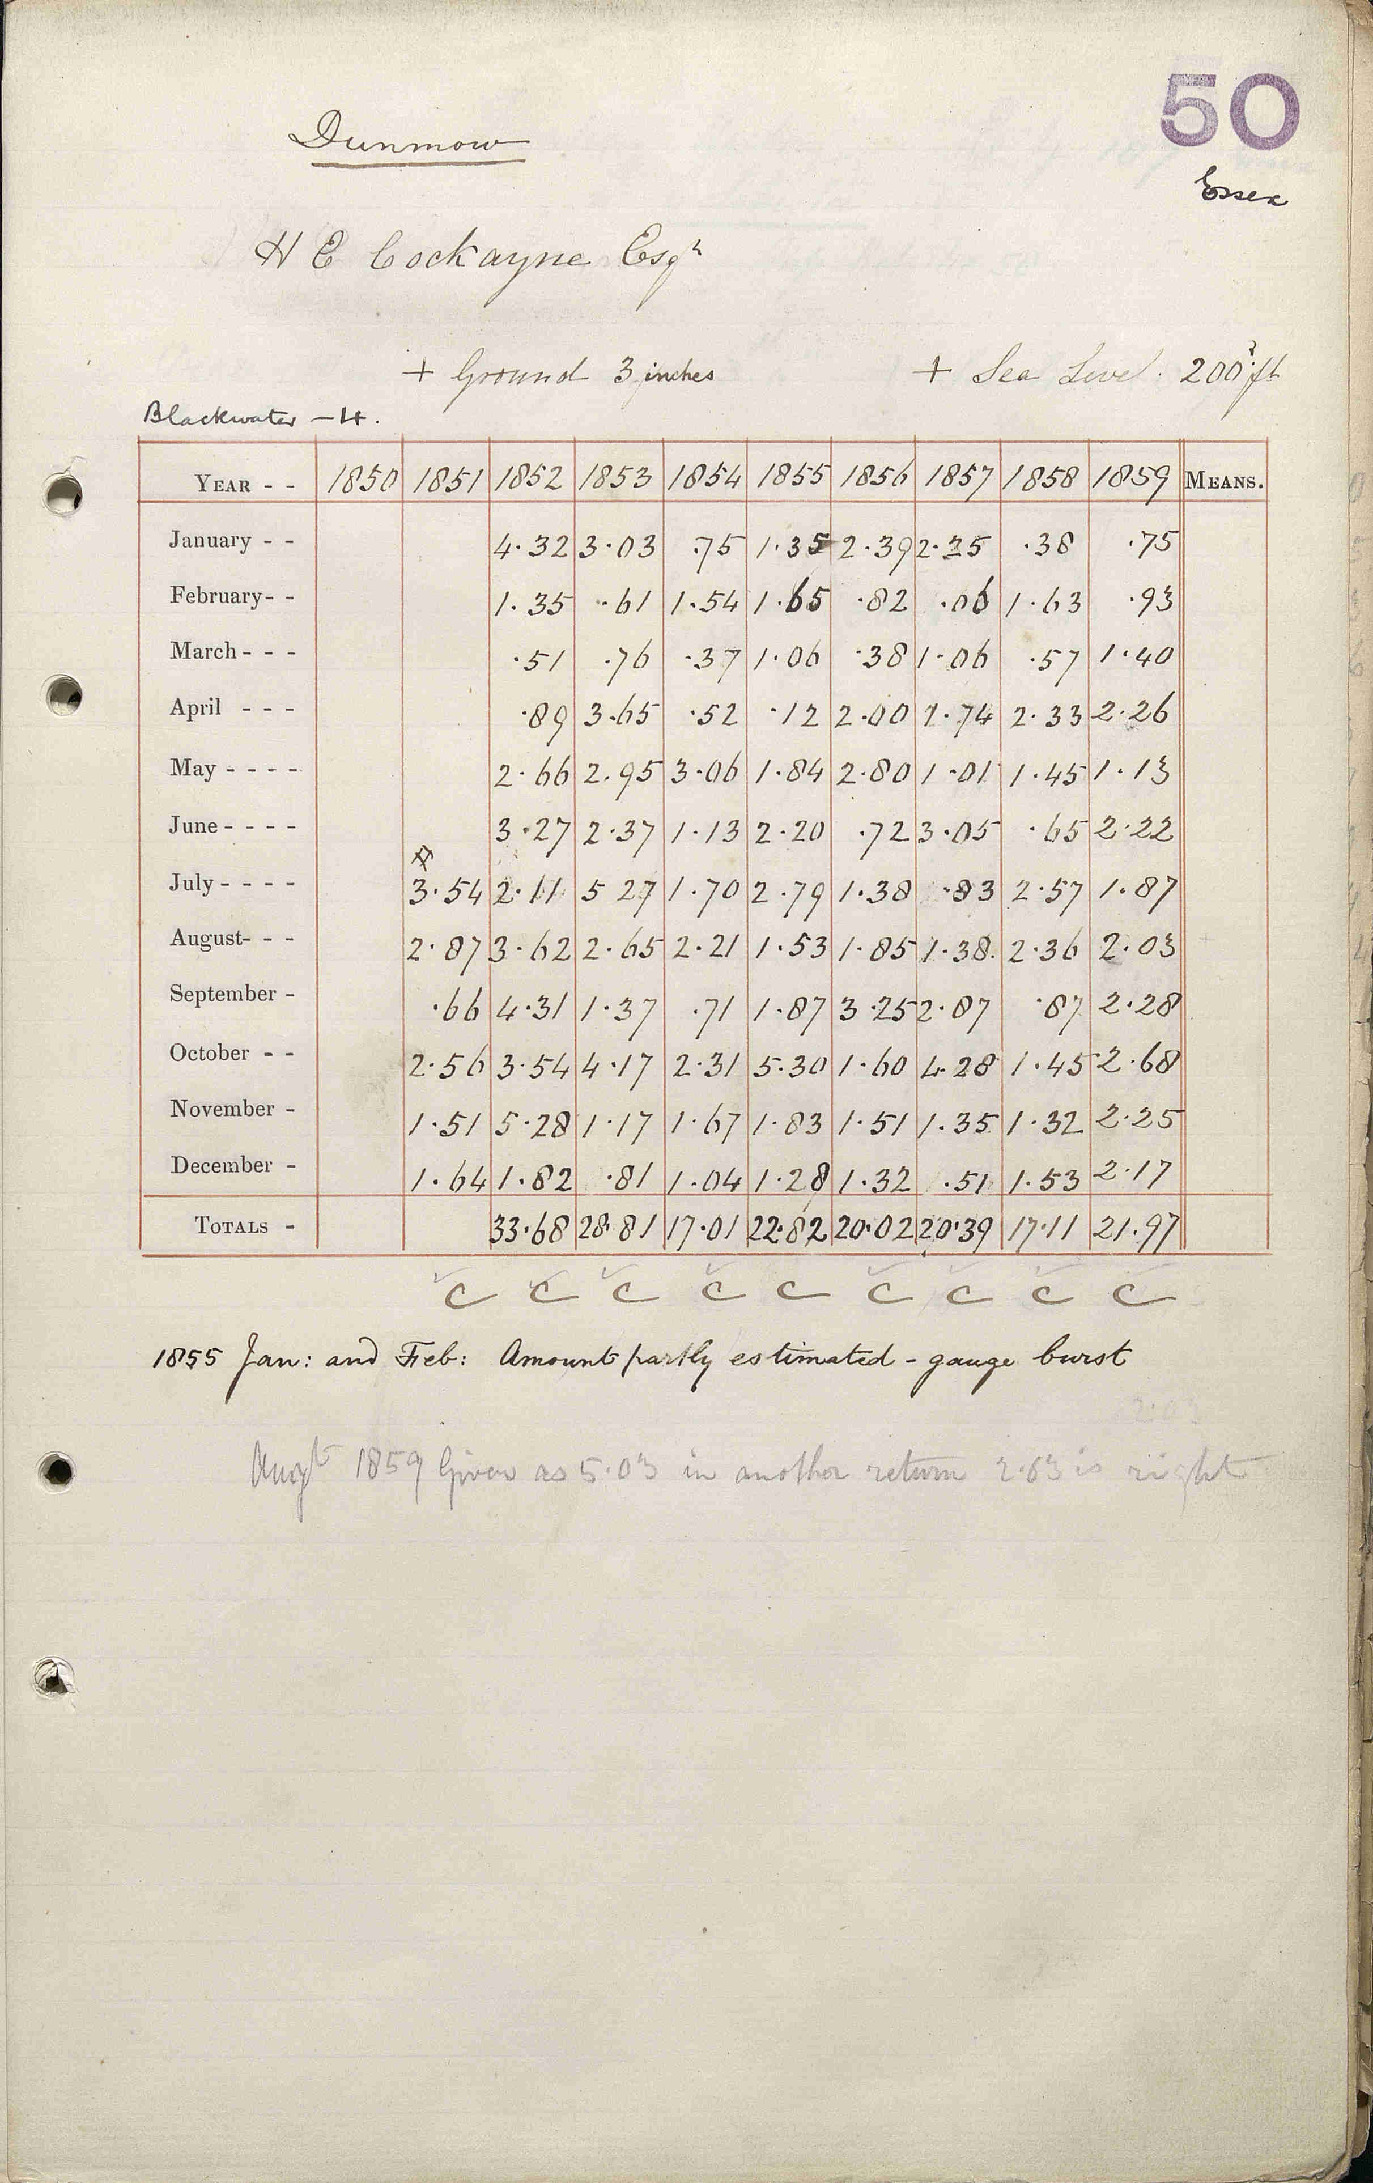 50
Essex
Dunmow
H E Cockayne Esqr
+ Ground 3 inches + Sea Level 200? ft
Blackwater - 4.
YEAR - - 1850 1851 1852 1853 1854 1855 1856 1857 1858 1859 MEANS.
January - - 4.32 3.03 .75 1.35 2.39 2.25 .38 .75
February - - 1.35 .61 1.54 1.65 .82 .06 1.63 .93
March - - - .51 .76 .37 1.06 .38 1.06 .57 1.40
April - - - .89 3.65 .52 .12 2.00 1.74 2.33 2.26
May - - - - 2.66 2.95 3.06 1.84 2.80 1.01 1.45 1.13
June - - - - 3.27 2.37 1.13 2.20 .72 3.05 .65 2.22
July - - - - 3.54 2.11 5 27 1.70 2.79 1.38 .83 2.57 1.87
August - - - 2.87 3.62 2.65 2.21 1.53 1.85 1.38 2.36 2.03
September - .66 4.31 1.37 .71 1.87 3.25 2.87 .87 2.28
October - - 2.56 3.54 4.17 2.31 5.30 1.60 4.28 1.45 2.68
November - 1.51 5.28 1.17 1.67 1.83 1.51 1.35 1.32 2.25
December - 1.64 1.82 .81 1.04 1.28 1.32 .51 1.53 2.17
TOTALS - 33.68 28.81 17.01 22.82 20.02 20.39 17.11 21.97
C C C C C C C C C
1855 Jan: and Feb: Amount partly estimated - gauge burst
2.03
Augt 1859 Given as 5.03 in another return 2.03 is right